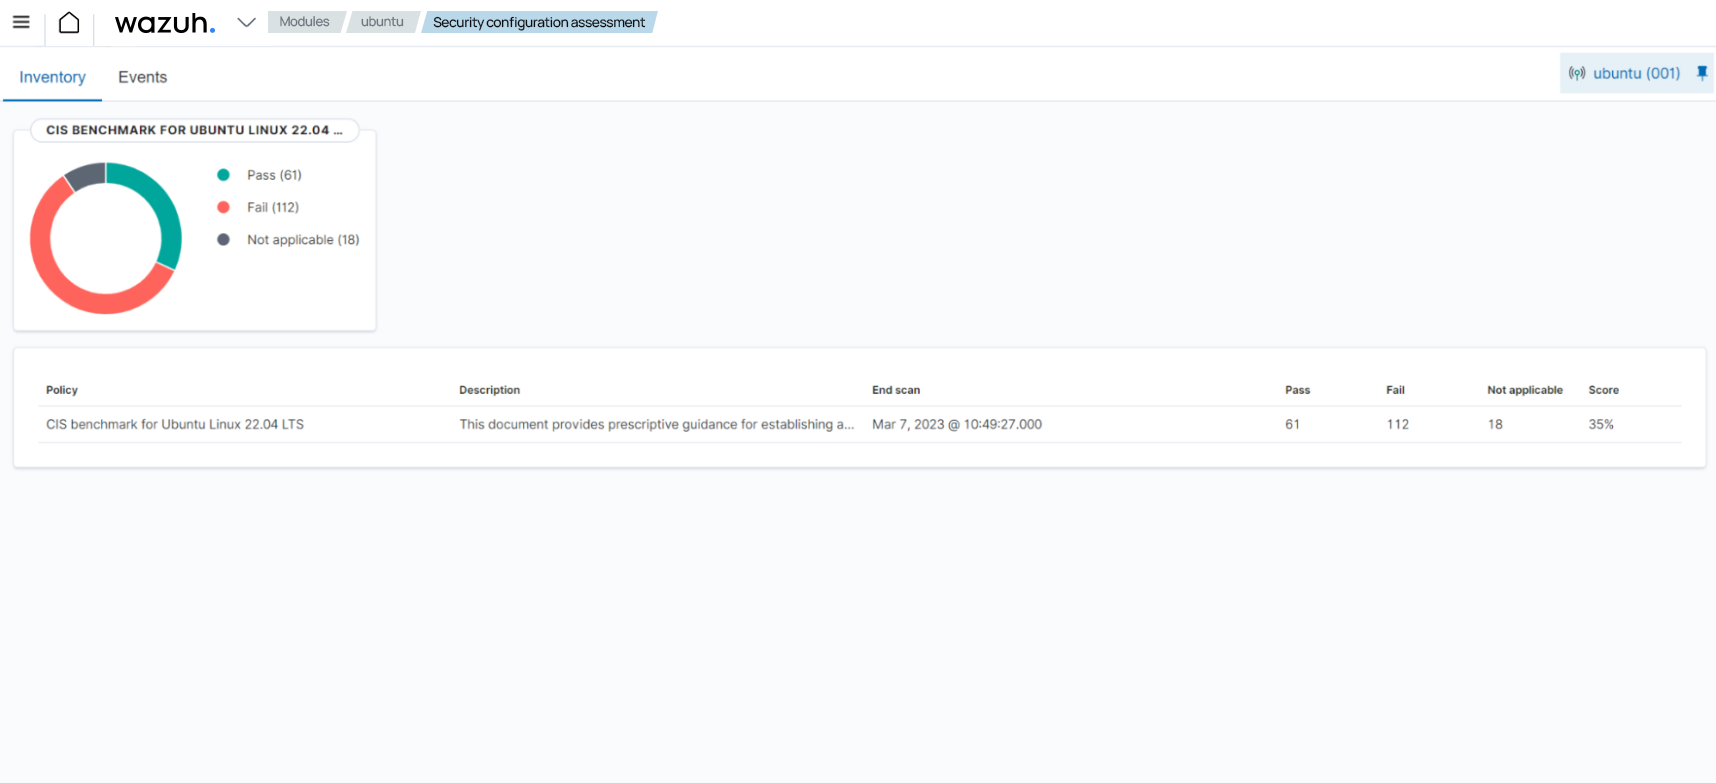 wazuh.
Modules
ubuntu
Security configuration assessment
Inventory
Events
ubuntu (001)
CIS BENCHMARK FOR UBUNTU LINUX 22.04 ...
Pass (61)
Fail (112)
Not applicable (18)
Policy Description End scan Pass Fail Not applicable Score
CIS benchmark for Ubuntu Linux 22.04 LTS This document provides prescriptive guidance for establishing a... Mar 7, 2023 @ 10:49:27.000 61 112 18 35%